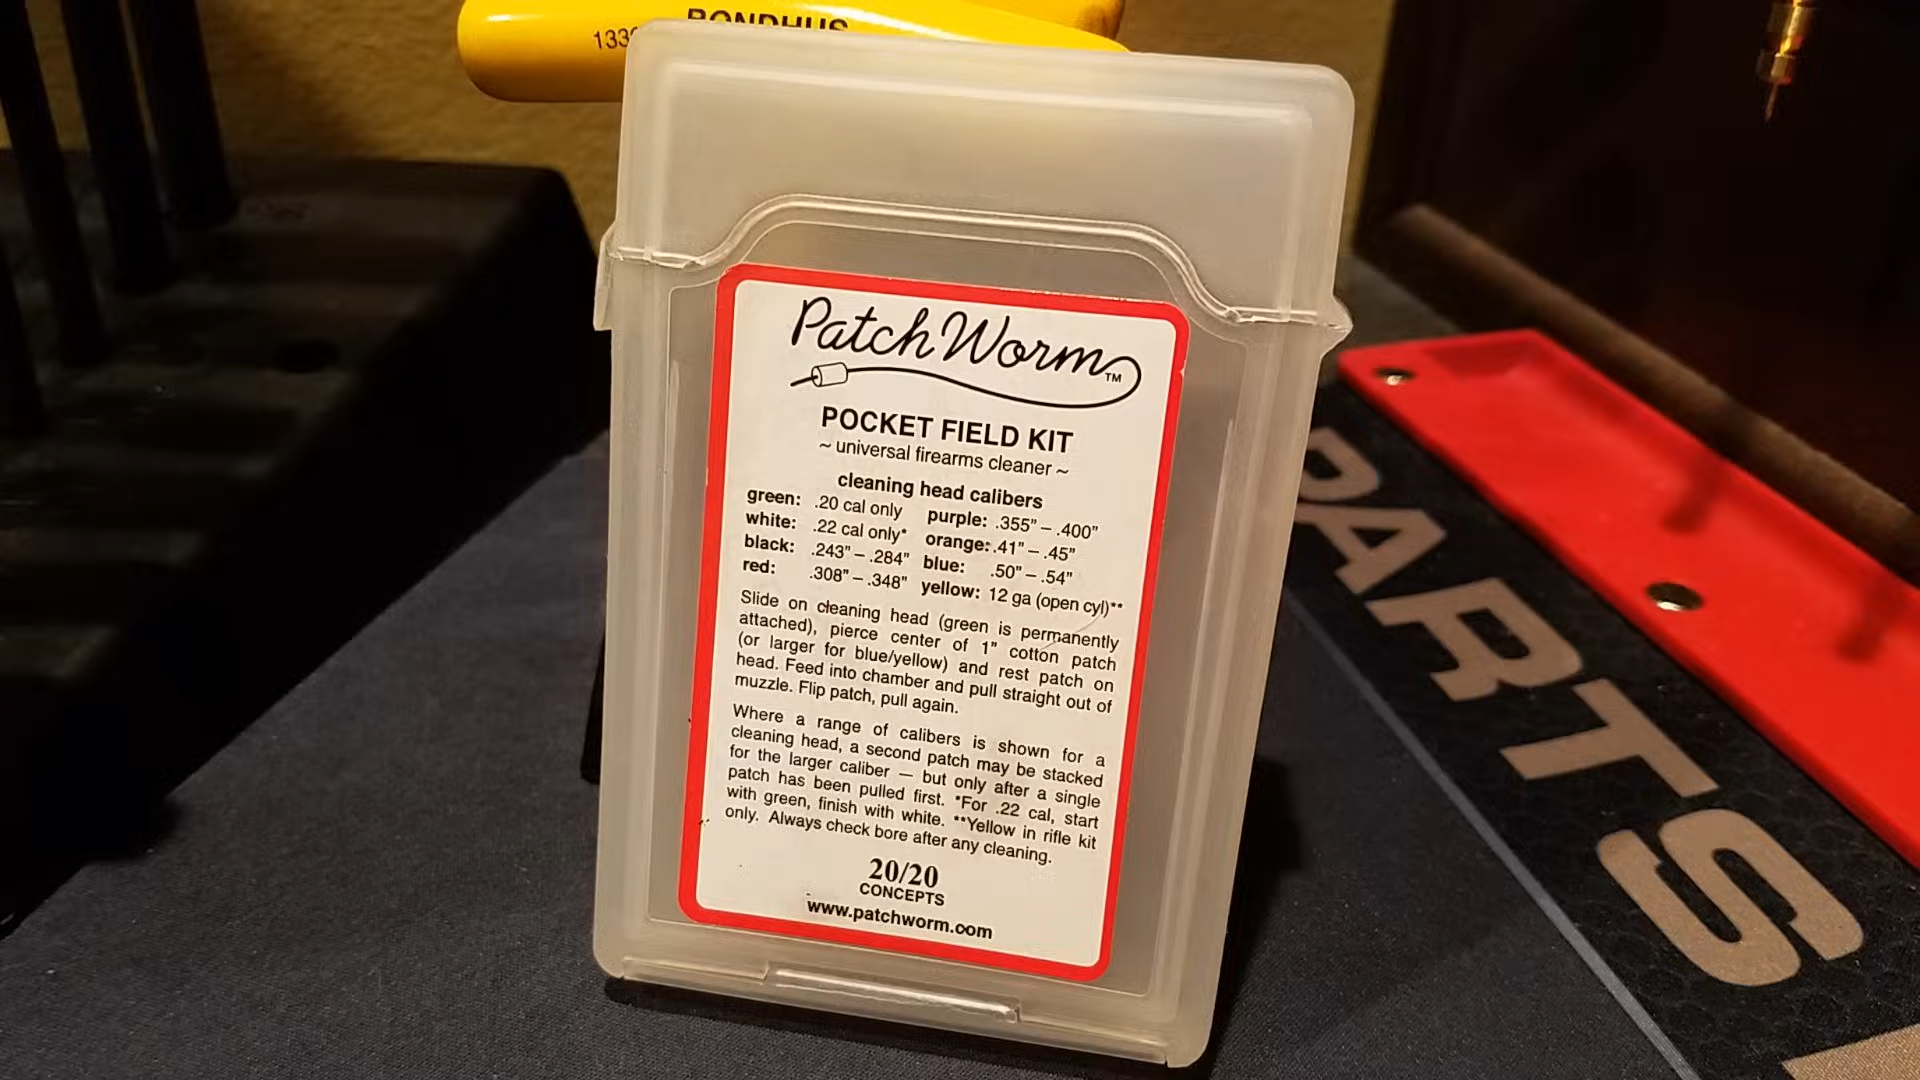 BONDHUS
PatchWorm™
POCKET FIELD KIT
~ universal firearms cleaner ~
cleaning head calibers
green: .20 cal only purple: .355” – .400”
white: .22 cal only* orange: .41” – .45”
black: .243” – .284” blue: .50” – .54”
red: .308” – .348” yellow: 12 ga (open cyl)**
Slide on cleaning head (green is permanently
attached), pierce center of 1” cotton patch
(or larger for blue/yellow) and rest patch on
head. Feed into chamber and pull straight out of
muzzle. Flip patch, pull again.
Where a range of calibers is shown for a
cleaning head, a second patch may be stacked
for the larger caliber — but only after a single
patch has been pulled first. *For .22 cal, start
with green, finish with white. **Yellow in rifle kit
only. Always check bore after any cleaning.
20/20
CONCEPTS
www.patchworm.com
PARTS